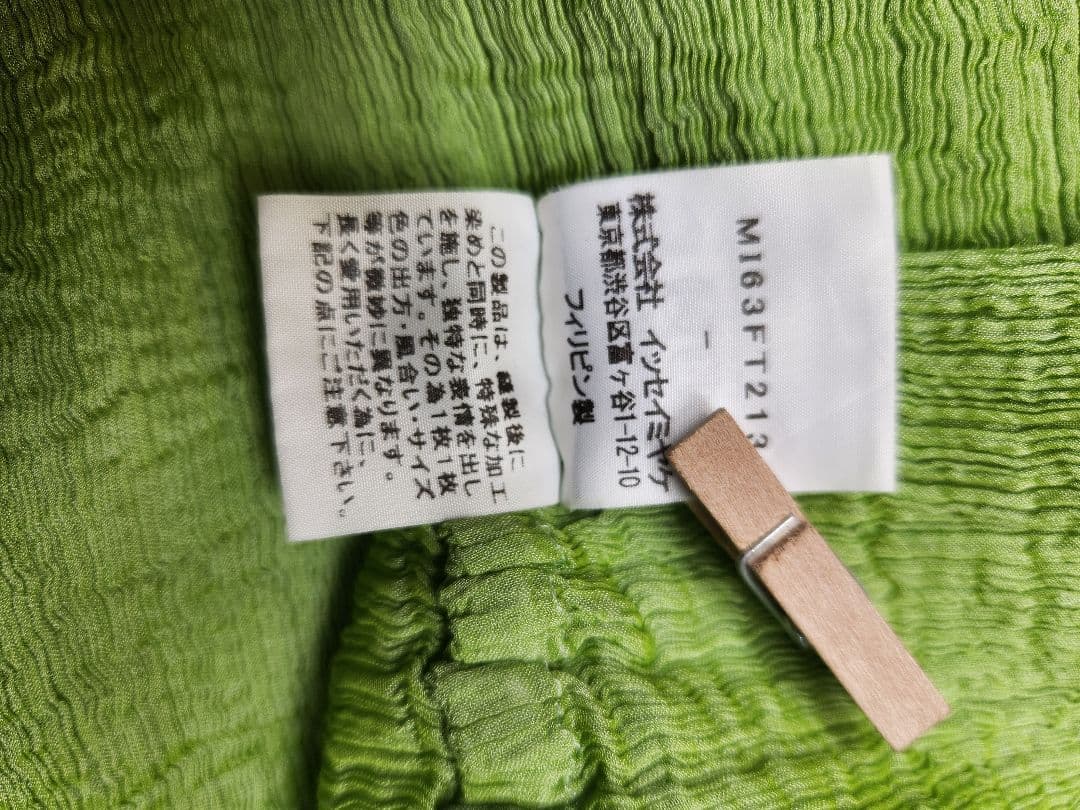 MI63FT213
–
株式会社 イッセイミヤケ
東京都渋谷区富ヶ谷1-12-10
フィリピン製
この製品は、縫製後に
染めと同時に、特殊な加工
を施し、独特な表情を出し
ています。その為1枚1枚
色の出方・風合い・サイズ
等が微妙に異なります。
長く愛用いただく為に、
下記の点にご注意下さい。